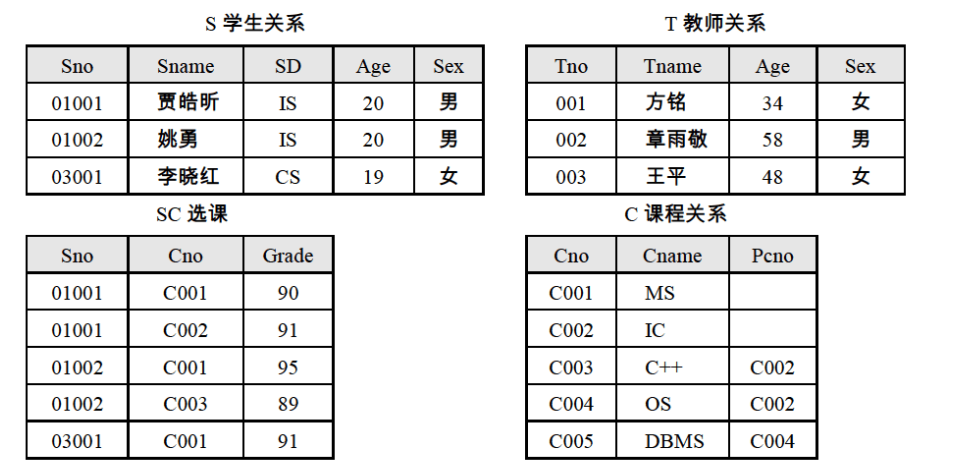 S 学生关系
Sno Sname SD Age Sex
01001 贾皓昕 IS 20 男
01002 姚勇 IS 20 男
03001 李晓红 CS 19 女
T 教师关系
Tno Tname Age Sex
001 方铭 34 女
002 章雨敬 58 男
003 王平 48 女
SC 选课
Sno Cno Grade
01001 C001 90
01001 C002 91
01002 C001 95
01002 C003 89
03001 C001 91
C 课程关系
Cno Cname Pcno
C001 MS
C002 IC
C003 C++ C002
C004 OS C002
C005 DBMS C004